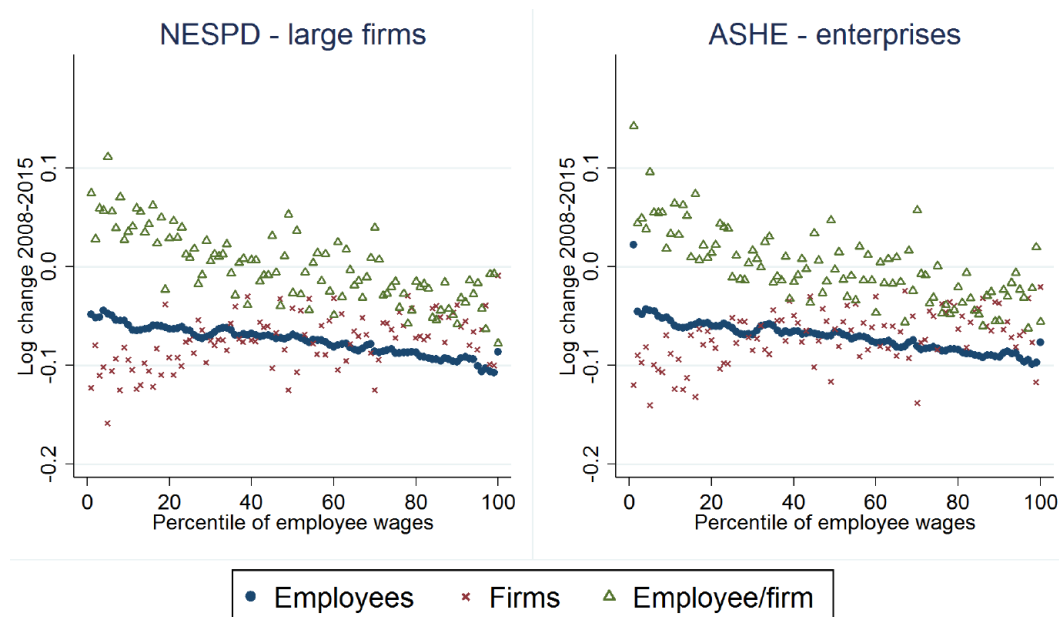 NESPD - large firms
Log change 2008-2015
0.1
0.0
-0.1
-0.2
0 20 40 60 80 100
Percentile of employee wages
ASHE - enterprises
Log change 2008-2015
0.1
0.0
-0.1
-0.2
0 20 40 60 80 100
Percentile of employee wages
Employees Firms Employee/firm